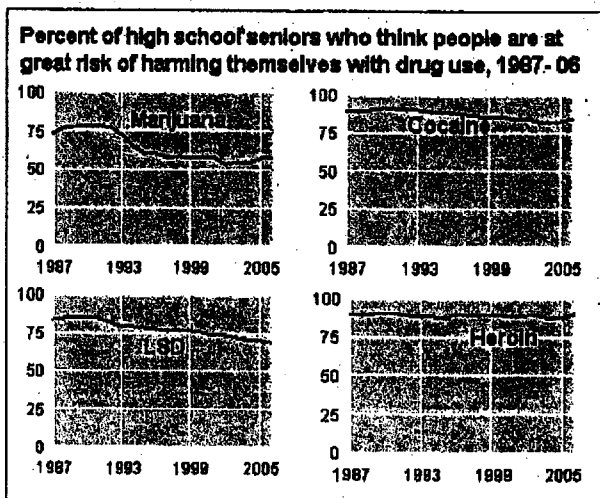 Percent of high school seniors who think people are at
great risk of harming themselves with drug use, 1987-06
100
75
50
25
0
Marijuana
1987 1993 1999 2005
100
75
50
25
0
Cocaine
1987 1993 1999 2005
100
75
50
25
0
LSD
1987 1993 1999 2005
100
75
50
25
0
Heroin
1987 1993 1999 2005